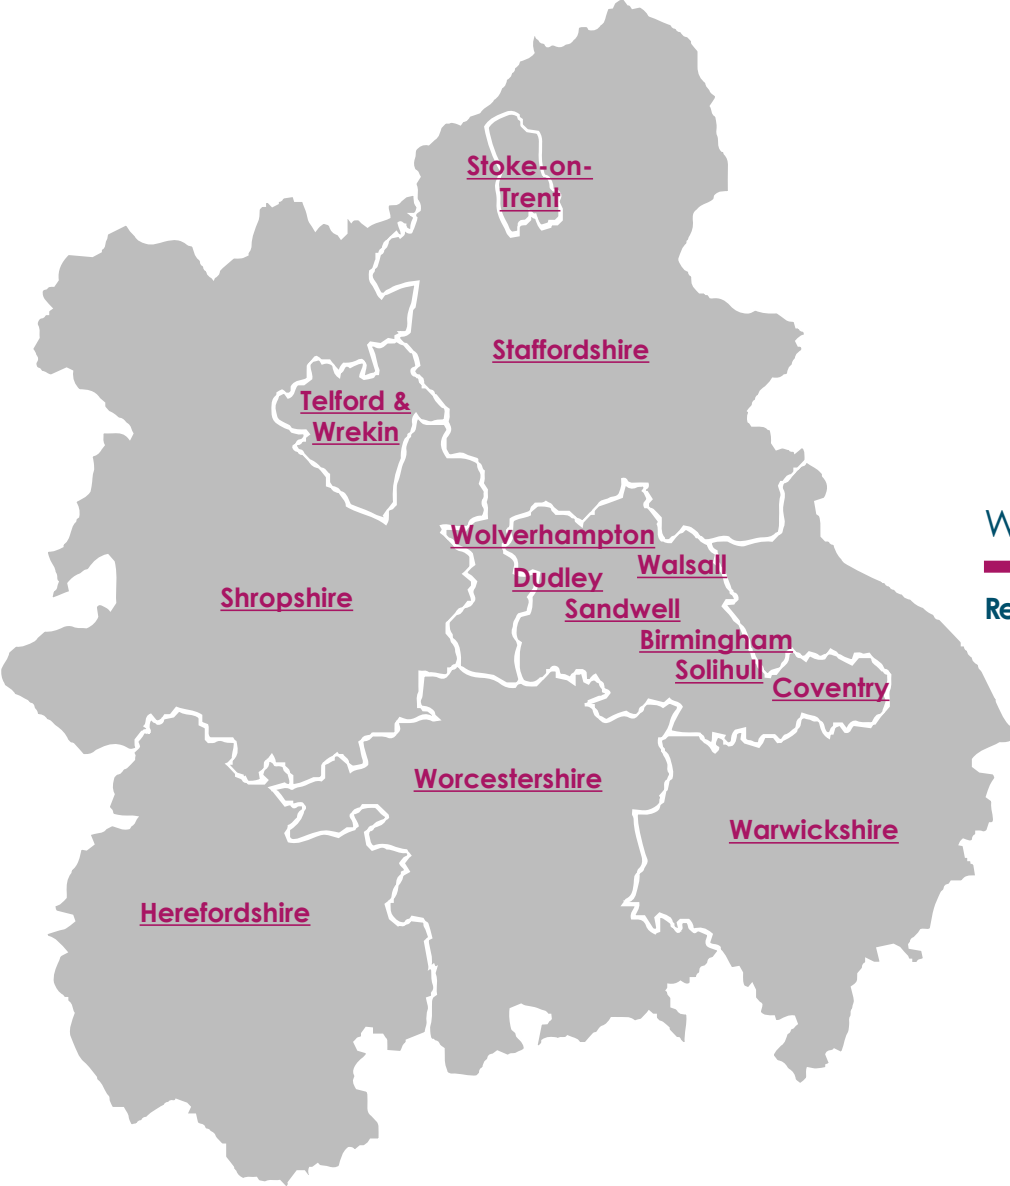 Stoke-on-
Trent
Staffordshire
Telford &
Wrekin
Wolverhampton
Walsall
Dudley
Shropshire
Sandwell
Birmingham
Solihull
Coventry
Worcestershire
Warwickshire
Herefordshire